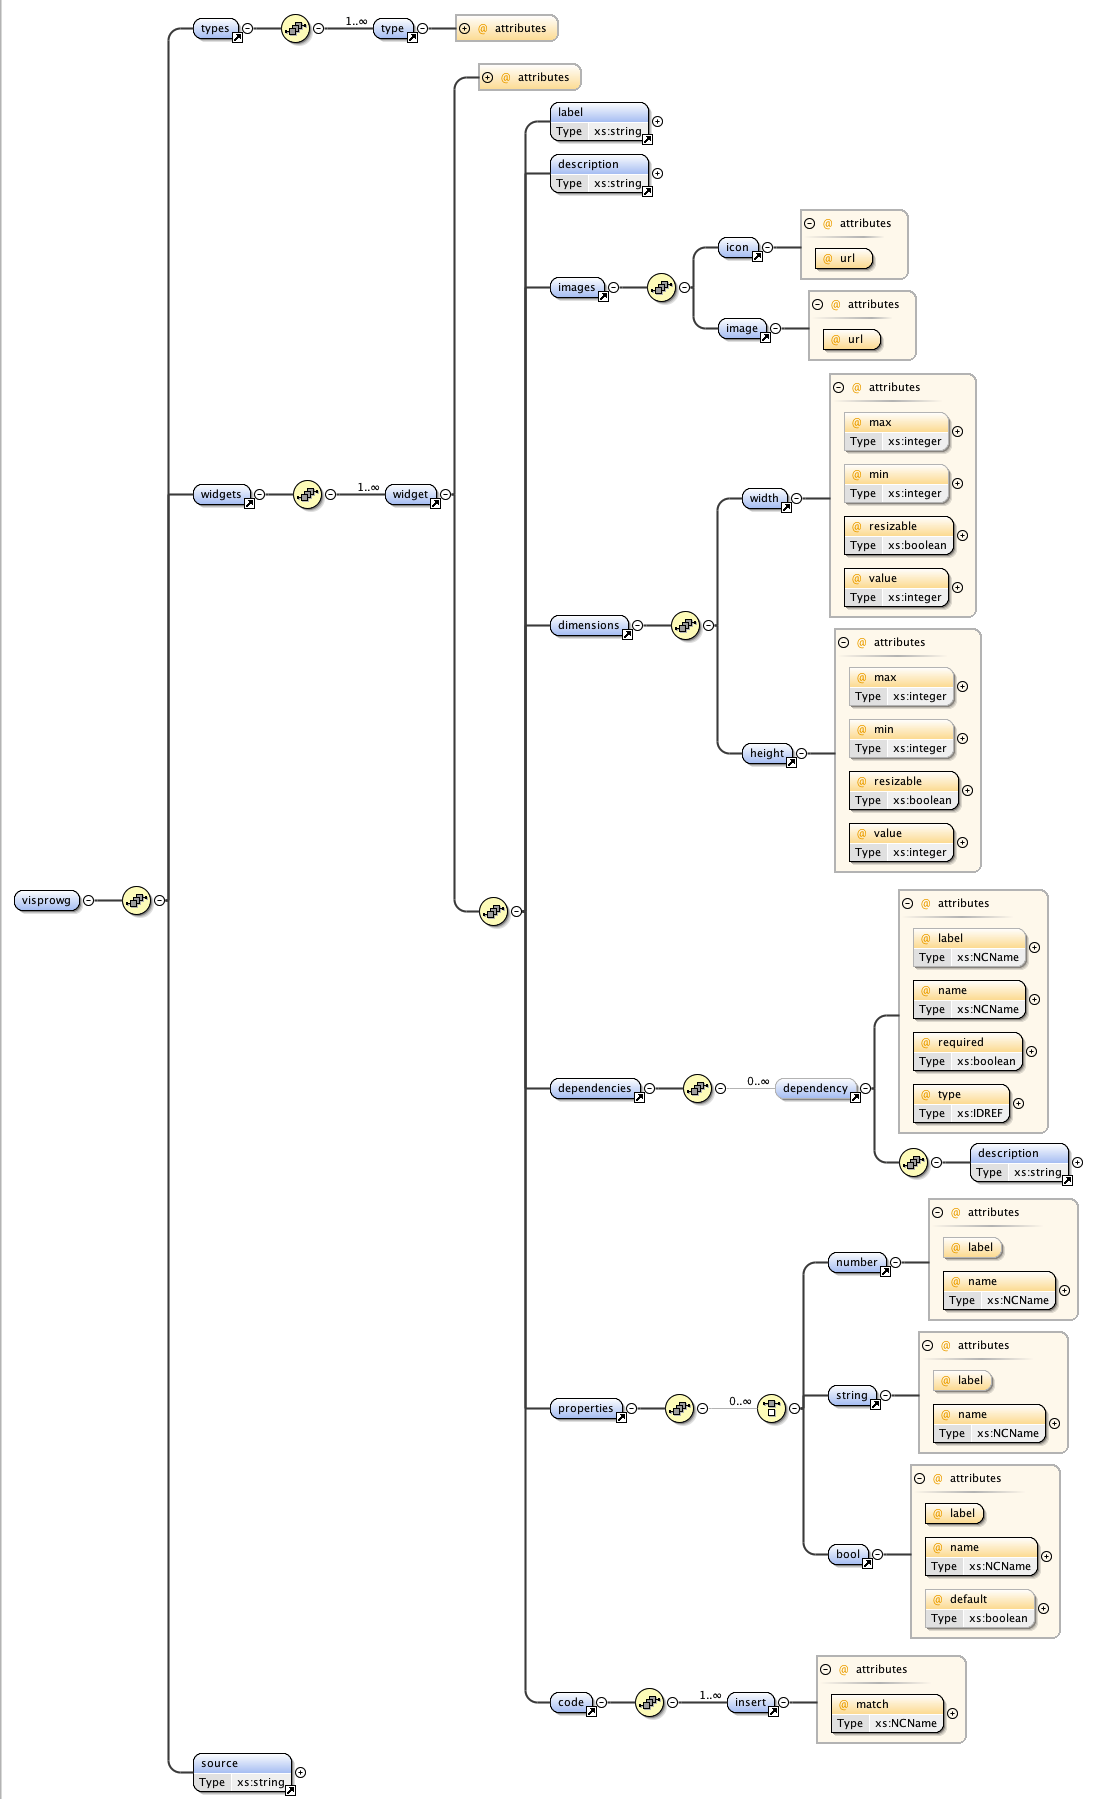 types
1..∞
type
@ attributes
@ attributes
label
Type xs:string
description
Type xs:string
@ attributes
icon
@ url
images
@ attributes
image
@ url
@ attributes
@ max
Type xs:integer
@ min
Type xs:integer
widgets
1..∞
widget
width
@ resizable
Type xs:boolean
@ value
Type xs:integer
dimensions
@ attributes
@ max
Type xs:integer
@ min
Type xs:integer
height
@ resizable
Type xs:boolean
@ value
Type xs:integer
visprowg
@ attributes
@ label
Type xs:NCName
@ name
Type xs:NCName
@ required
Type xs:boolean
dependencies
0..∞
dependency
@ type
Type xs:IDREF
description
Type xs:string
@ attributes
@ label
number
@ name
Type xs:NCName
@ attributes
@ label
string
properties
0..∞
@ name
Type xs:NCName
@ attributes
@ label
bool
@ name
Type xs:NCName
@ default
Type xs:boolean
@ attributes
code
1..∞
insert
@ match
Type xs:NCName
source
Type xs:string